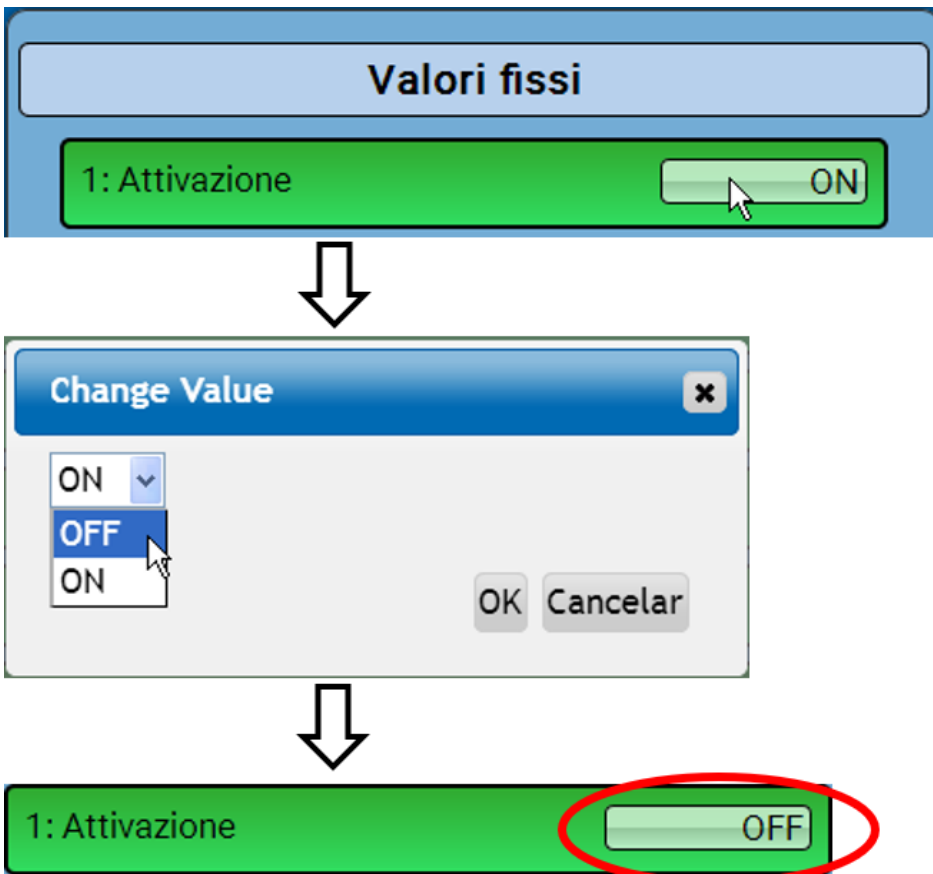 Valori fissi
1: Attivazione ON
Change Value
ON
OFF
ON
OK Cancelar
1: Attivazione OFF